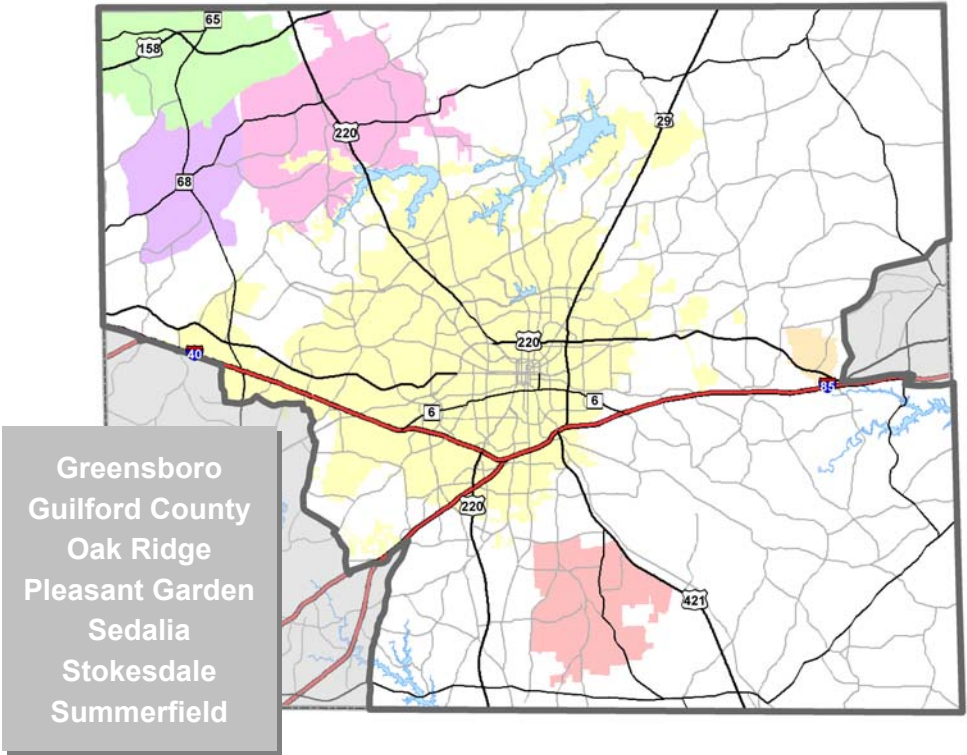 65
158
220
29
68
220
40
85
6
6
220
421
Greensboro
Guilford County
Oak Ridge
Pleasant Garden
Sedalia
Stokesdale
Summerfield